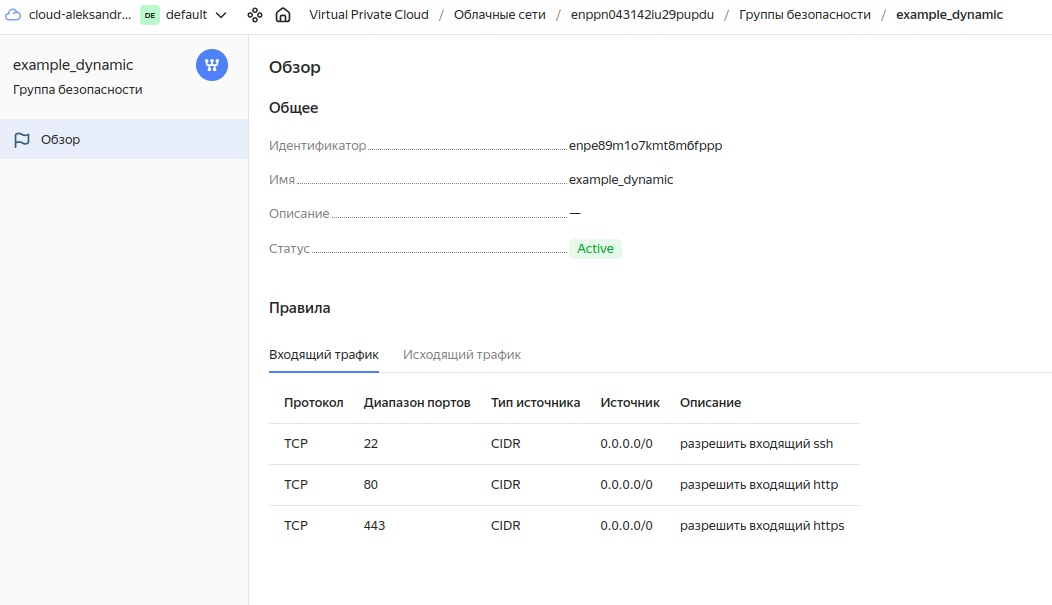 cloud-aleksandr... DE default Virtual Private Cloud / Облачные сети / enppn043142iu29pupdu / Группы безопасности / example_dynamic
example_dynamic
Группа безопасности
Обзор
Обзор
Общее
Идентификатор enpe89m1o7kmt8m6fppp
Имя example_dynamic
Описание —
Статус Active
Правила
Входящий трафик Исходящий трафик
Протокол Диапазон портов Тип источника Источник Описание
TCP 22 CIDR 0.0.0.0/0 разрешить входящий ssh
TCP 80 CIDR 0.0.0.0/0 разрешить входящий http
TCP 443 CIDR 0.0.0.0/0 разрешить входящий https